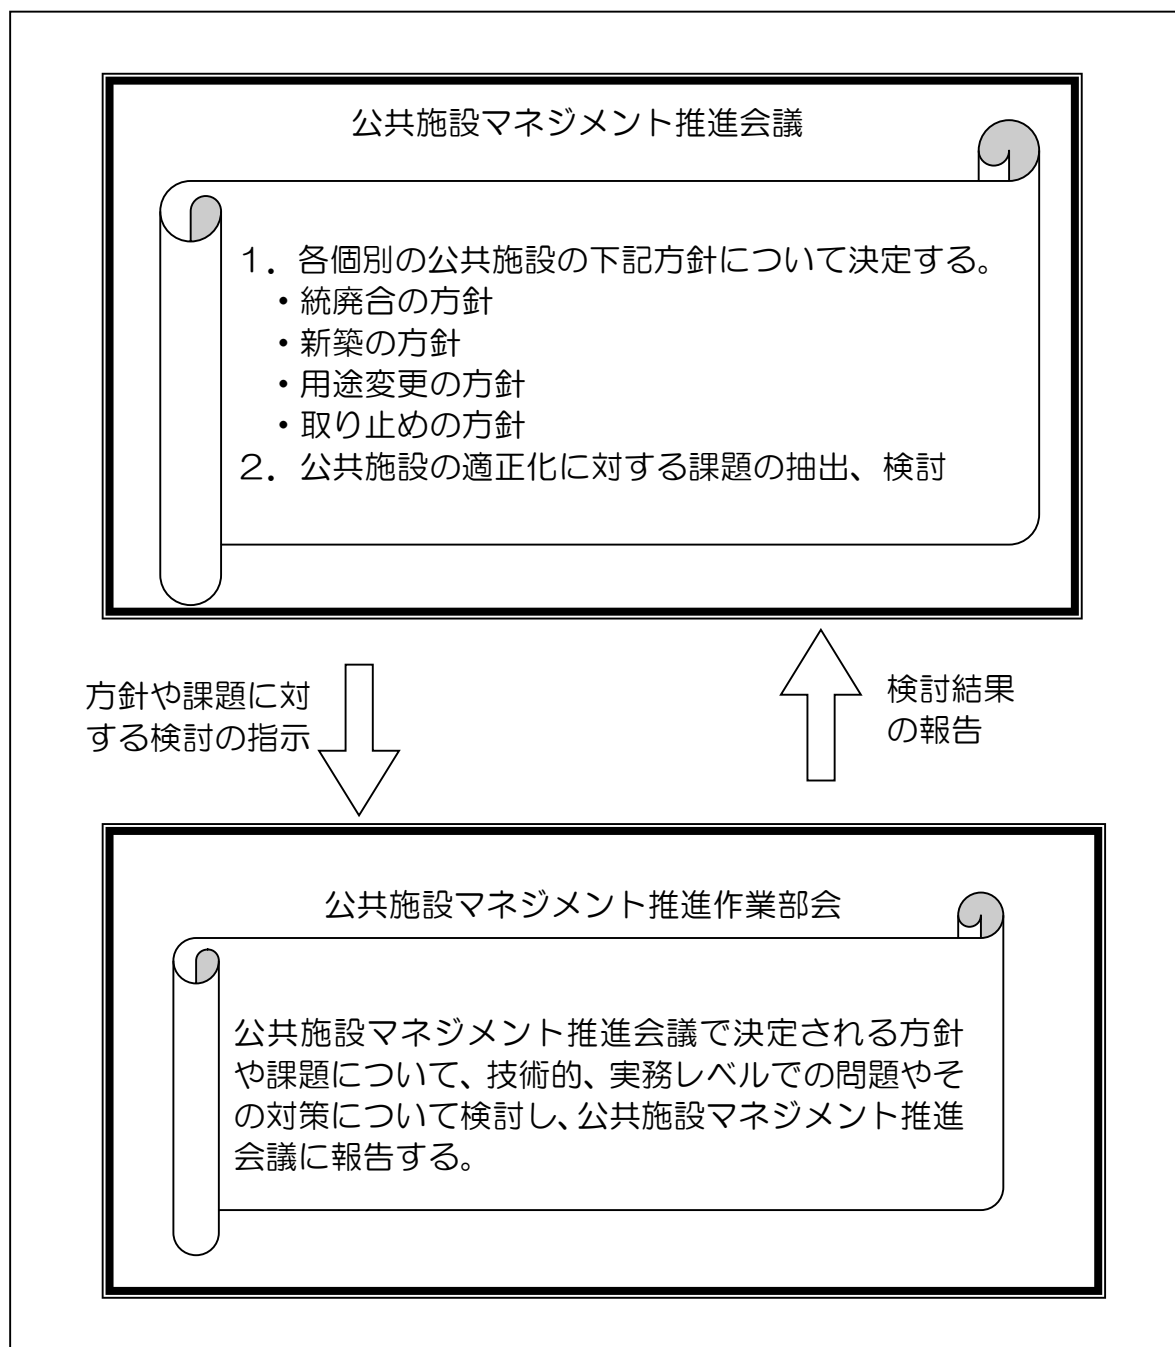 公共施設マネジメント推進会議
１．各個別の公共施設の下記方針について決定する。
・統廃合の方針
・新築の方針
・用途変更の方針
・取り止めの方針
２．公共施設の適正化に対する課題の抽出、検討
方針や課題に対
する検討の指示
検討結果
の報告
公共施設マネジメント推進作業部会
公共施設マネジメント推進会議で決定される方針
や課題について、技術的、実務レベルでの問題やそ
の対策について検討し、公共施設マネジメント推進
会議に報告する。